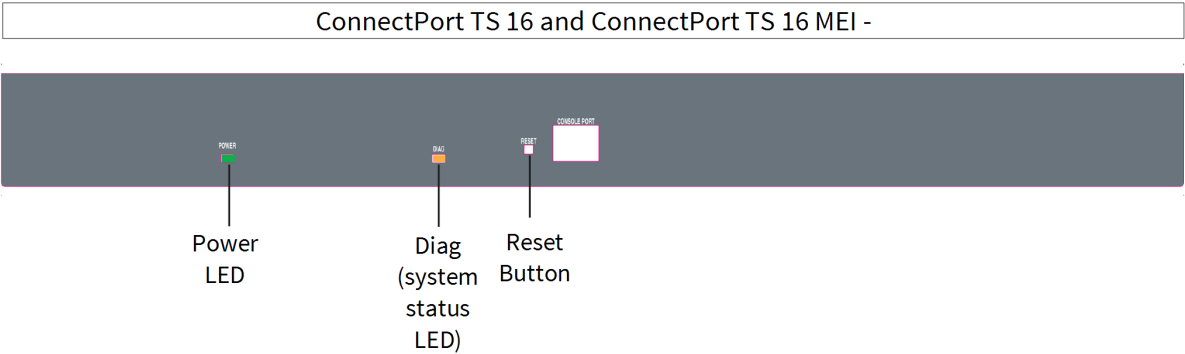 ConnectPort TS 16 and ConnectPort TS 16 MEI -
CONSOLE PORT
POWER
DIAG
RESET
Power
LED
Diag
(system
status
LED)
Reset
Button